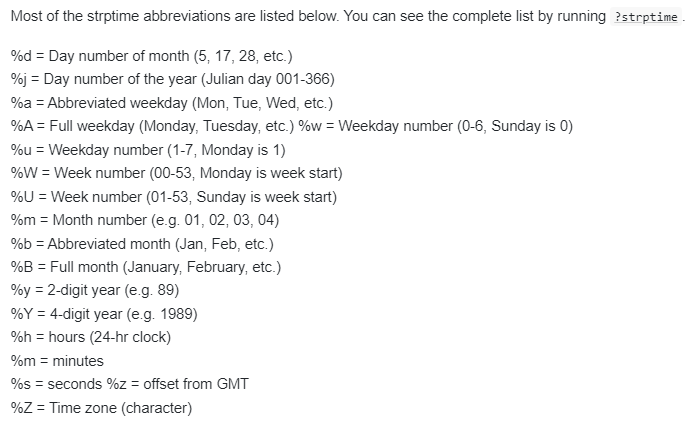 Most of the strptime abbreviations are listed below. You can see the complete list by running ?strptime .
%d = Day number of month (5, 17, 28, etc.)
%j = Day number of the year (Julian day 001-366)
%a = Abbreviated weekday (Mon, Tue, Wed, etc.)
%A = Full weekday (Monday, Tuesday, etc.) %w = Weekday number (0-6, Sunday is 0)
%u = Weekday number (1-7, Monday is 1)
%W = Week number (00-53, Monday is week start)
%U = Week number (01-53, Sunday is week start)
%m = Month number (e.g. 01, 02, 03, 04)
%b = Abbreviated month (Jan, Feb, etc.)
%B = Full month (January, February, etc.)
%y = 2-digit year (e.g. 89)
%Y = 4-digit year (e.g. 1989)
%h = hours (24-hr clock)
%m = minutes
%s = seconds %z = offset from GMT
%Z = Time zone (character)